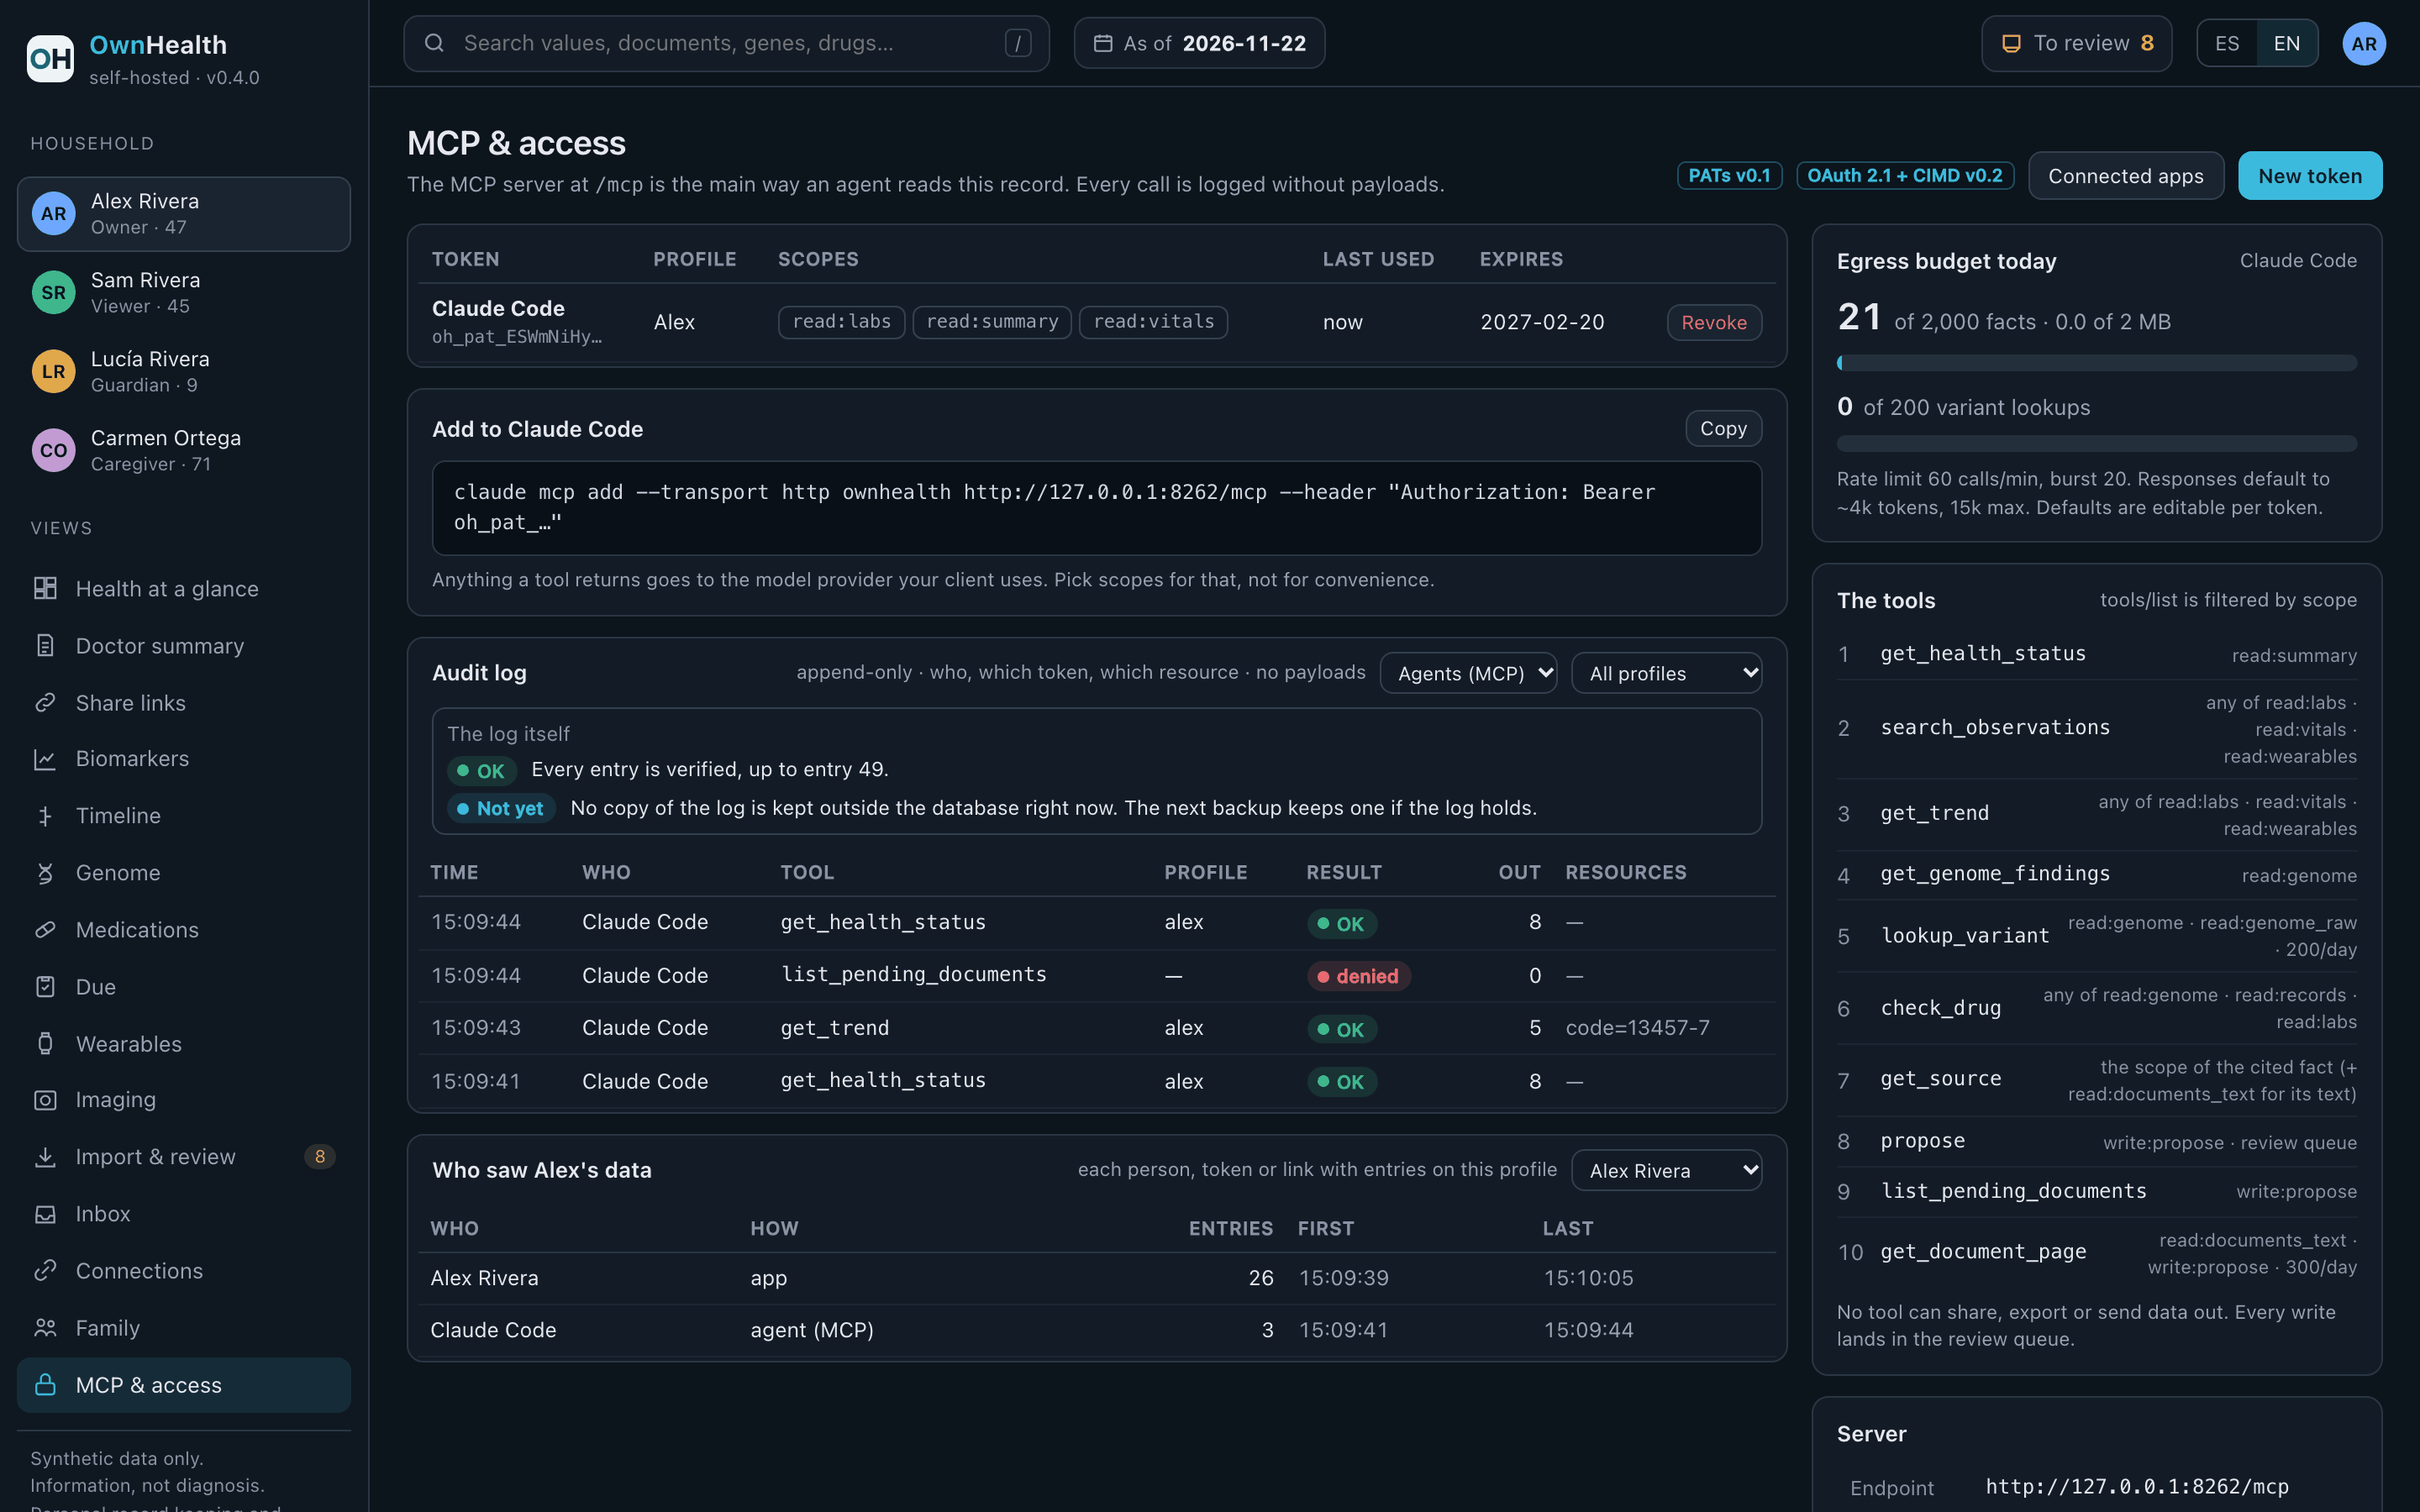 OH
OwnHealth
self-hosted · v0.4.0
HOUSEHOLD
AR
Alex Rivera
Owner · 47
SR
Sam Rivera
Viewer · 45
LR
Lucía Rivera
Guardian · 9
CO
Carmen Ortega
Caregiver · 71
VIEWS
Health at a glance
Doctor summary
Share links
Biomarkers
Timeline
Genome
Medications
Due
Wearables
Imaging
Import & review 8
Inbox
Connections
Family
MCP & access
Synthetic data only.
Information, not diagnosis.
Search values, documents, genes, drugs... /
As of 2026-11-22
To review 8
ES EN
AR
MCP & access
The MCP server at /mcp is the main way an agent reads this record. Every call is logged without payloads.
PATs v0.1 OAuth 2.1 + CIMD v0.2 Connected apps New token
TOKEN PROFILE SCOPES LAST USED EXPIRES
Claude Code Alex read:labs read:summary read:vitals now 2027-02-20 Revoke
oh_pat_ESWmNiHy…
Add to Claude Code Copy
claude mcp add --transport http ownhealth http://127.0.0.1:8262/mcp --header "Authorization: Bearer
oh_pat_…"
Anything a tool returns goes to the model provider your client uses. Pick scopes for that, not for convenience.
Audit log append-only · who, which token, which resource · no payloads Agents (MCP) All profiles
The log itself
OK Every entry is verified, up to entry 49.
Not yet No copy of the log is kept outside the database right now. The next backup keeps one if the log holds.
TIME WHO TOOL PROFILE RESULT OUT RESOURCES
15:09:44 Claude Code get_health_status alex OK 8 —
15:09:44 Claude Code list_pending_documents — denied 0 —
15:09:43 Claude Code get_trend alex OK 5 code=13457-7
15:09:41 Claude Code get_health_status alex OK 8 —
Who saw Alex's data each person, token or link with entries on this profile Alex Rivera
WHO HOW ENTRIES FIRST LAST
Alex Rivera app 26 15:09:39 15:10:05
Claude Code agent (MCP) 3 15:09:41 15:09:44
Egress budget today Claude Code
21 of 2,000 facts · 0.0 of 2 MB
0 of 200 variant lookups
Rate limit 60 calls/min, burst 20. Responses default to
~4k tokens, 15k max. Defaults are editable per token.
The tools tools/list is filtered by scope
1 get_health_status read:summary
2 search_observations any of read:labs ·
read:vitals ·
read:wearables
3 get_trend any of read:labs · read:vitals ·
read:wearables
4 get_genome_findings read:genome
5 lookup_variant read:genome · read:genome_raw
· 200/day
6 check_drug any of read:genome · read:records ·
read:labs
7 get_source the scope of the cited fact (+
read:documents_text for its text)
8 propose write:propose · review queue
9 list_pending_documents write:propose
10 get_document_page read:documents_text ·
write:propose · 300/day
No tool can share, export or send data out. Every write
lands in the review queue.
Server
Endpoint http://127.0.0.1:8262/mcp